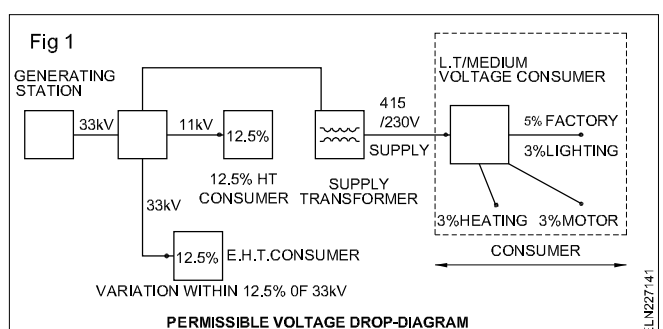 Fig 1
GENERATING
STATION
33kV
11kV
12.5%
12.5% HT
CONSUMER
33kV
12.5%
E.H.T.CONSUMER
VARIATION WITHIN 12.5% 0F 33kV
SUPPLY
TRANSFORMER
415
/230V
SUPPLY
L.T/MEDIUM
VOLTAGE CONSUMER
5% FACTORY
3%LIGHTING
3%HEATING
3%MOTOR
CONSUMER
PERMISSIBLE VOLTAGE DROP-DIAGRAM
ELN227141